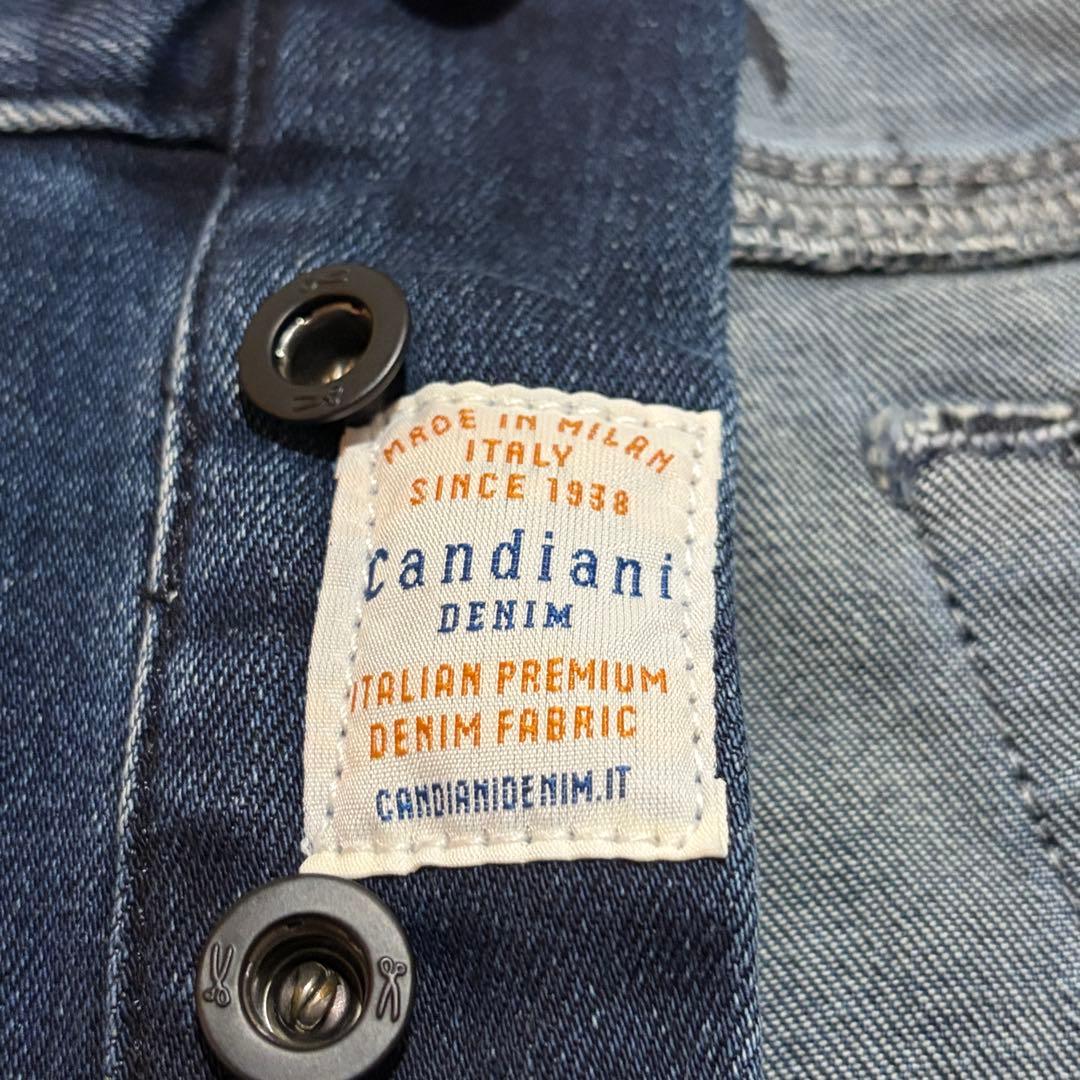 MADE IN MILAN
ITALY
SINCE 1938
Candiani
DENIM
ITALIAN PREMIUM
DENIM FABRIC
CANDIANIDENIM.IT